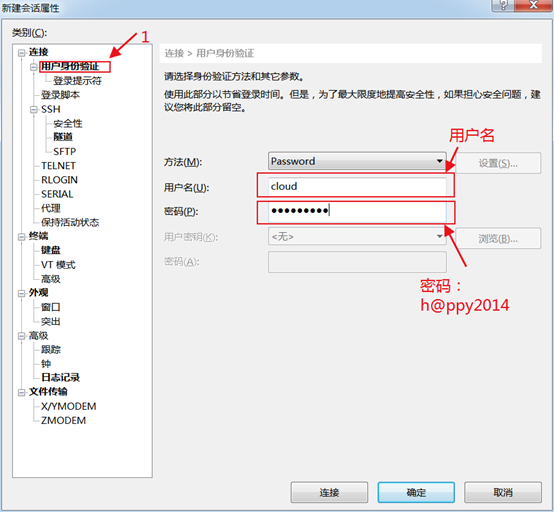 新建会话属性
?
X
类别(C):
1
连接
用户身份验证
登录提示符
登录脚本
SSH
安全性
隧道
SFTP
TELNET
RLOGIN
SERIAL
代理
保持活动状态
终端
键盘
VT 模式
高级
外观
窗口
突出
高级
跟踪
钟
日志记录
文件传输
X/YMODEM
ZMODEM
连接 > 用户身份验证
请选择身份验证方法和其它参数。
使用此部分以节省登录时间。但是，为了最大限度地提高安全性，如果担心安全问题，建
议您将此部分留空。
用户名
方法(M):
Password
设置(S)...
用户名(U):
cloud
密码(P):
●●●●●●●●●
用户密钥(K):
<无>
浏览(B)...
密码(A):
密码：
h@ppy2014
连接
确定
取消